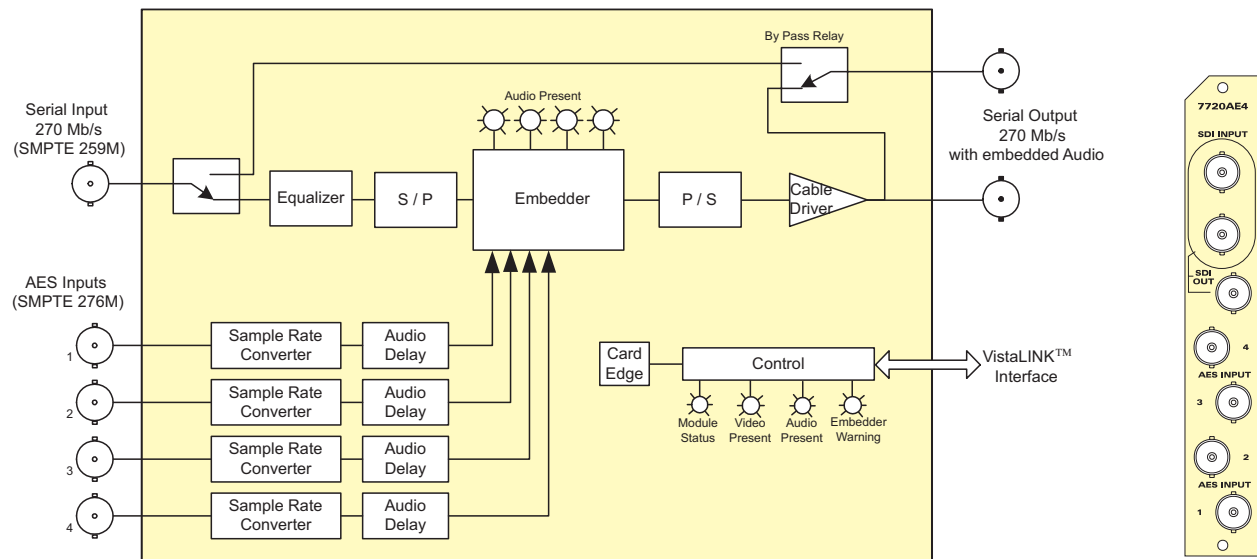 By Pass Relay
Serial Input
270 Mb/s
(SMPTE 259M)
Audio Present
Serial Output
270 Mb/s
with embedded Audio
Equalizer
S / P
Embedder
P / S
Cable
Driver
AES Inputs
(SMPTE 276M)
1
Sample Rate
Converter
Audio
Delay
2
Sample Rate
Converter
Audio
Delay
3
Sample Rate
Converter
Audio
Delay
4
Sample Rate
Converter
Audio
Delay
Card
Edge
Control
VistaLINK™
Interface
Module
Status
Video
Present
Audio
Present
Embedder
Warning
7720AE4
SDI INPUT
SDI
OUT
4
AES INPUT
3
2
AES INPUT
1